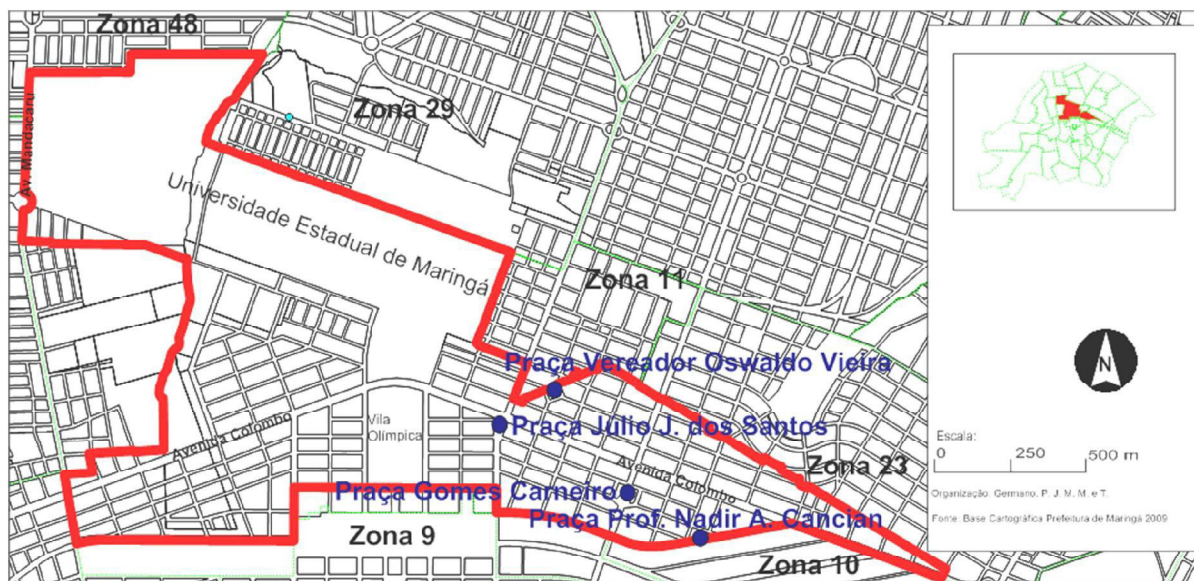 Zona 48
Zona 29
Av. Mandacaru
Universidade Estadual de Maringá
Zona 11
Praça Vereador Oswaldo Vieira
Vila
Olímpica
Praça Júlio J. dos Santos
Avenida Colombo
Avenida Colombo
Zona 23
Praça Gomes Carneiro
Praça Prof. Nadir A. Cancian
Zona 9
Zona 10
N
Escala:
0 250 500 m
Organização: Germano, P. J. M. M. e T.
Fonte: Base Cartográfica Prefeitura de Maringá 2009